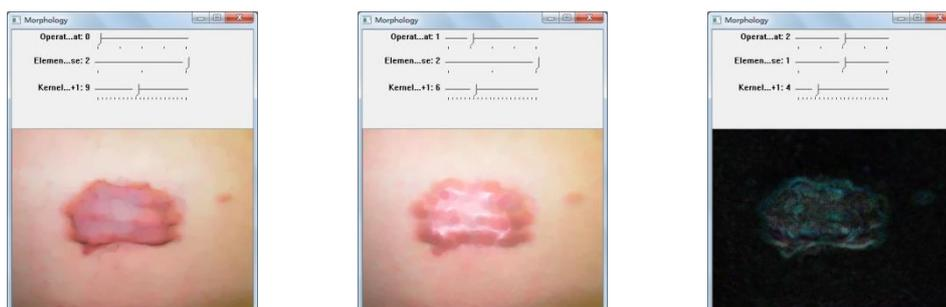 Morphology
Operat...at: 0
Elemen...se: 2
Kernel...+1: 9
Morphology
Operat...at: 1
Elemen...se: 2
Kernel...+1: 6
Morphology
Operat...at: 2
Elemen...se: 1
Kernel...+1: 4